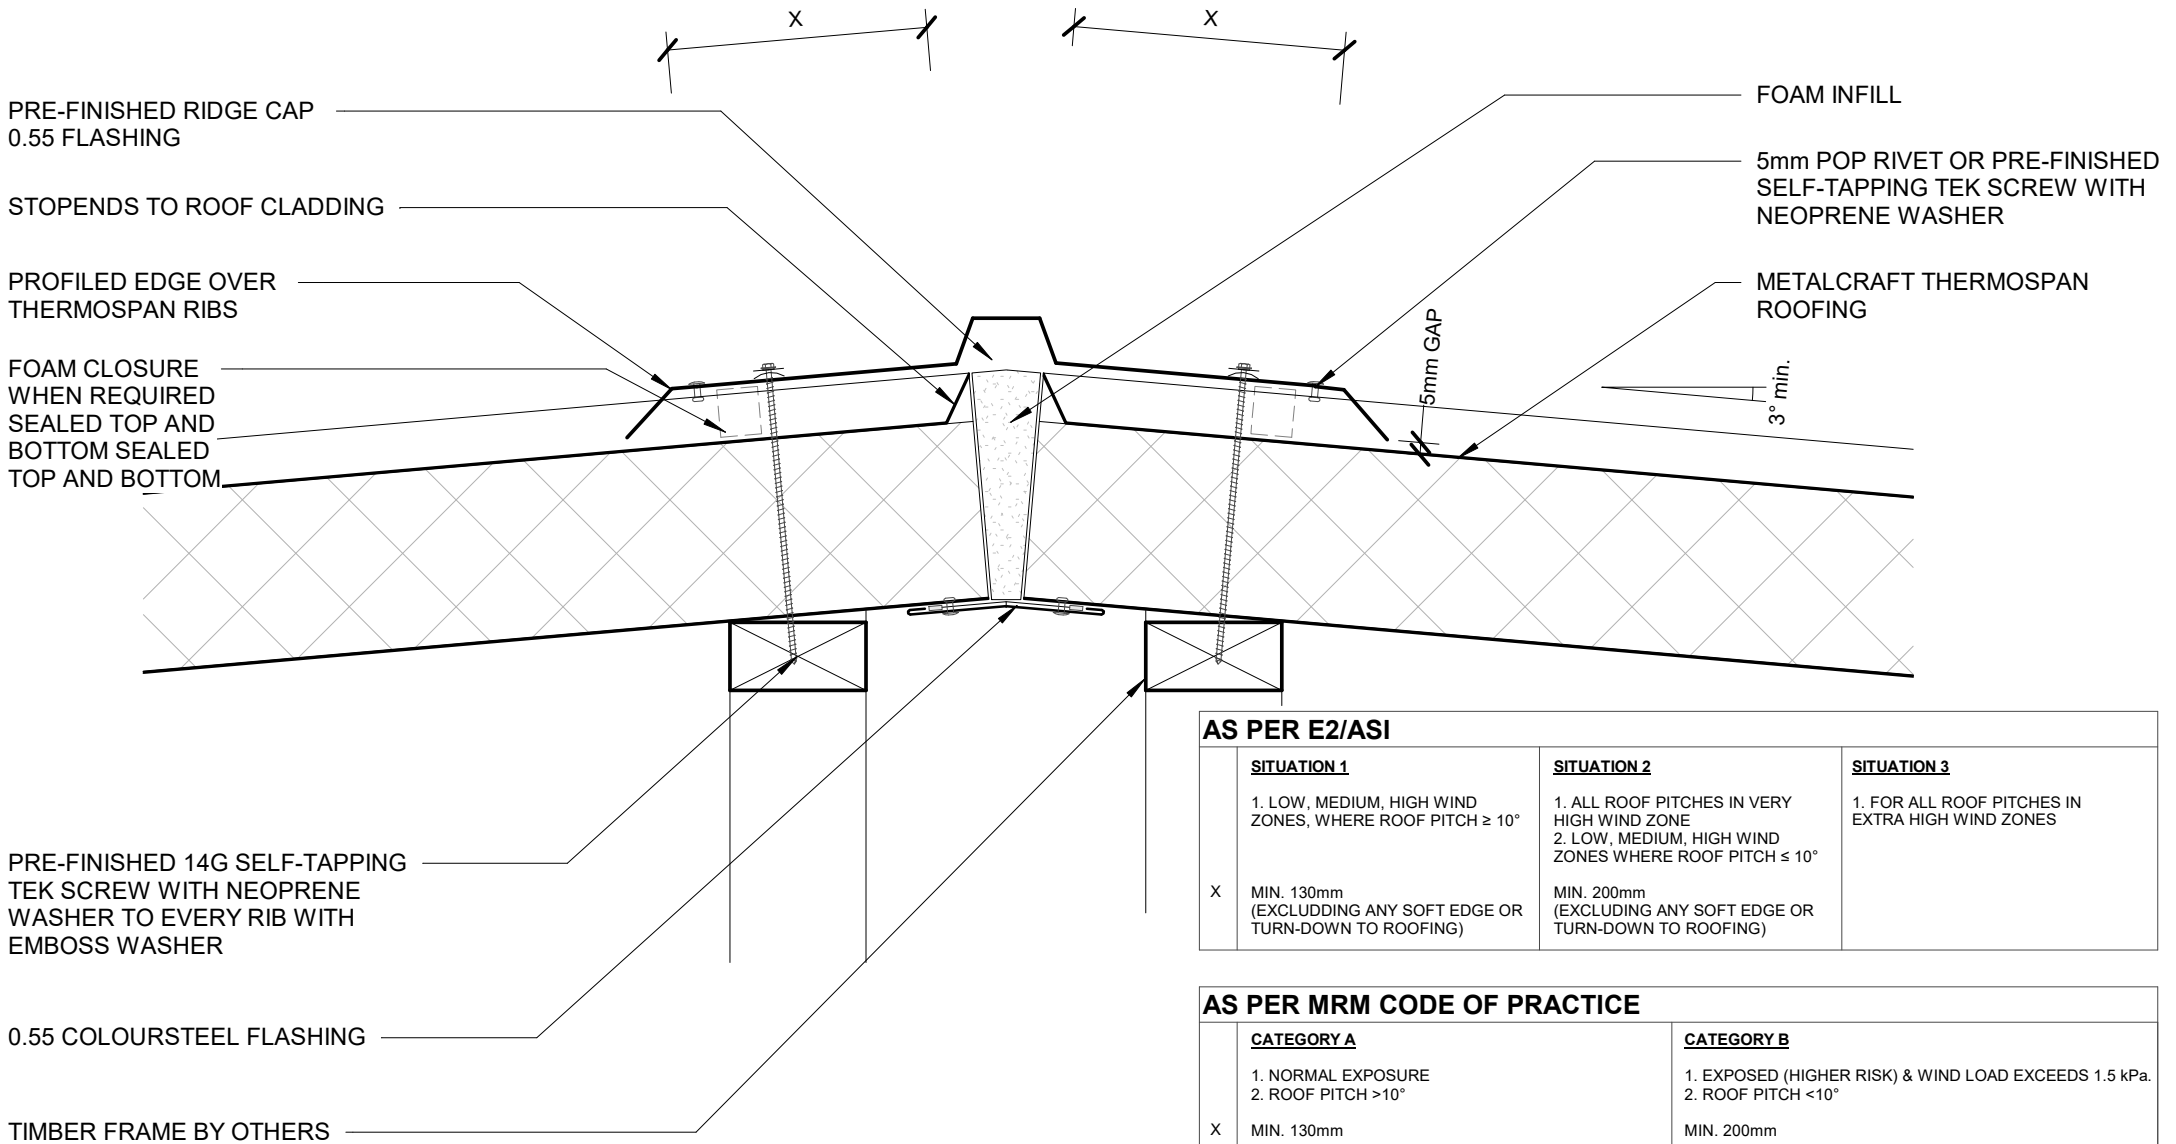 X
X
PRE-FINISHED RIDGE CAP
0.55 FLASHING
STOPENDS TO ROOF CLADDING
PROFILED EDGE OVER
THERMOSPAN RIBS
FOAM CLOSURE
WHEN REQUIRED
SEALED TOP AND
BOTTOM SEALED
TOP AND BOTTOM
FOAM INFILL
5mm POP RIVET OR PRE-FINISHED
SELF-TAPPING TEK SCREW WITH
NEOPRENE WASHER
METALCRAFT THERMOSPAN
ROOFING
5mm GAP
3° min.
PRE-FINISHED 14G SELF-TAPPING
TEK SCREW WITH NEOPRENE
WASHER TO EVERY RIB WITH
EMBOSS WASHER
0.55 COLOURSTEEL FLASHING
TIMBER FRAME BY OTHERS
AS PER E2/ASI
SITUATION 1
1. LOW, MEDIUM, HIGH WIND
ZONES, WHERE ROOF PITCH ≥ 10°
SITUATION 2
1. ALL ROOF PITCHES IN VERY
HIGH WIND ZONE
2. LOW, MEDIUM, HIGH WIND
ZONES WHERE ROOF PITCH ≤ 10°
SITUATION 3
1. FOR ALL ROOF PITCHES IN
EXTRA HIGH WIND ZONES
X
MIN. 130mm
(EXCLUDDING ANY SOFT EDGE OR
TURN-DOWN TO ROOFING)
MIN. 200mm
(EXCLUDING ANY SOFT EDGE OR
TURN-DOWN TO ROOFING)
AS PER MRM CODE OF PRACTICE
CATEGORY A
1. NORMAL EXPOSURE
2. ROOF PITCH >10°
CATEGORY B
1. EXPOSED (HIGHER RISK) & WIND LOAD EXCEEDS 1.5 kPa.
2. ROOF PITCH <10°
X
MIN. 130mm
MIN. 200mm